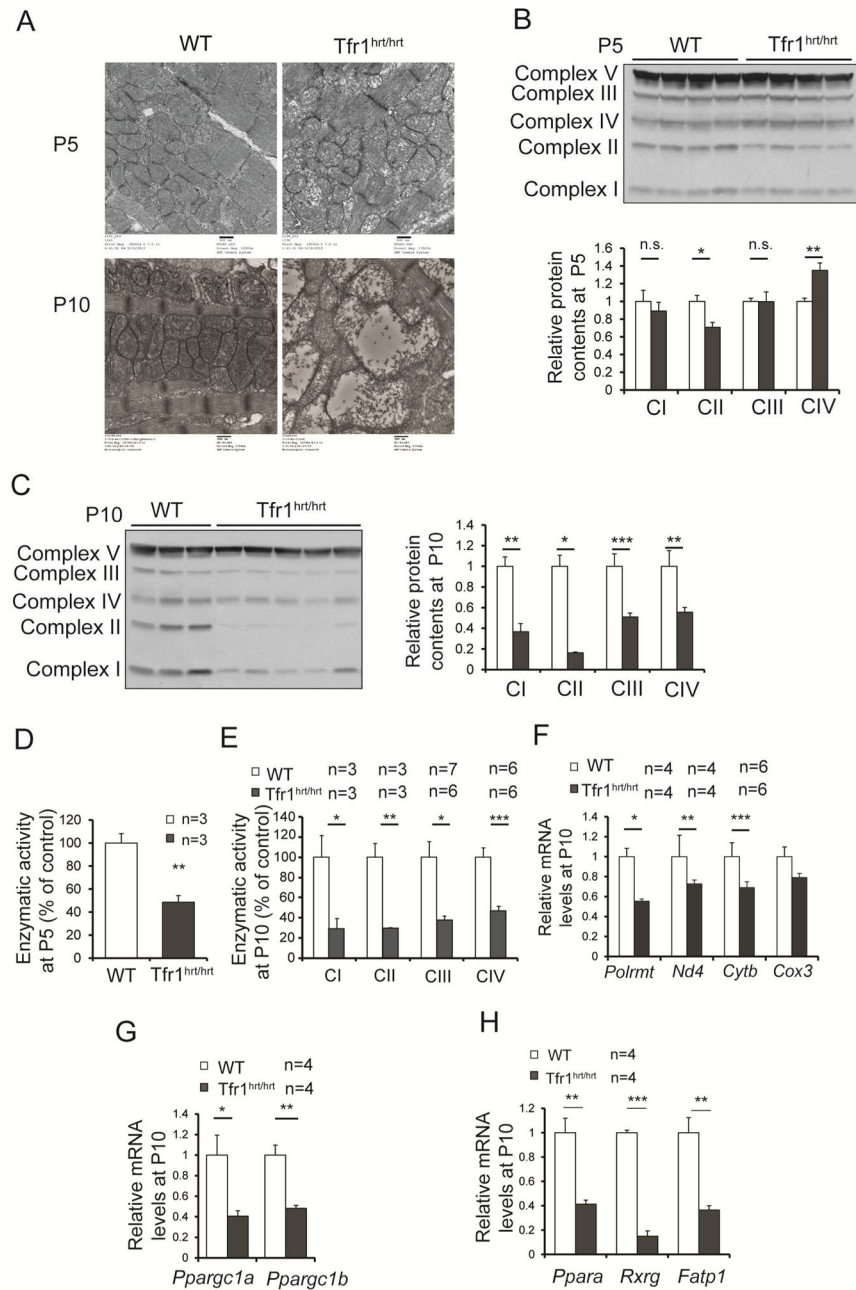 A
WT
Tfr1hrt/hrt
P5
P10
B
P5
WT
Tfr1hrt/hrt
Complex V
Complex III
Complex IV
Complex II
Complex I
Relative protein
contents at P5
1.6
1.4
1.2
1
0.8
0.6
0.4
0.2
0
n.s.
*
n.s.
**
CI
CII
CIII
CIV
C
P10
WT
Tfr1hrt/hrt
Complex V
Complex III
Complex IV
Complex II
Complex I
Relative protein
contents at P10
1.4
1.2
1
0.8
0.6
0.4
0.2
0
**
*
***
**
CI
CII
CIII
CIV
D
Enzymatic activity
at P5 (% of control)
120
100
80
60
40
20
0
n=3
n=3
**
WT
Tfr1hrt/hrt
E
WT n=3 n=3 n=7 n=6
Tfr1hrt/hrt n=3 n=3 n=6 n=6
Enzymatic activity
at P10 (% of control)
140
120
100
80
60
40
20
0
*
**
*
***
CI
CII
CIII
CIV
F
WT n=4 n=4 n=6
Tfr1hrt/hrt n=4 n=4 n=6
Relative mRNA
levels at P10
1.4
1.2
1
0.8
0.6
0.4
0.2
0
*
**
***
Polrmt
Nd4
Cytb
Cox3
G
WT n=4
Tfr1hrt/hrt n=4
Relative mRNA
levels at P10
1.4
1.2
1
0.8
0.6
0.4
0.2
0
*
**
Ppargc1a
Ppargc1b
H
WT n=4
Tfr1hrt/hrt n=4
Relative mRNA
levels at P10
1.2
1
0.8
0.6
0.4
0.2
0
**
***
**
Ppara
Rxrg
Fatp1